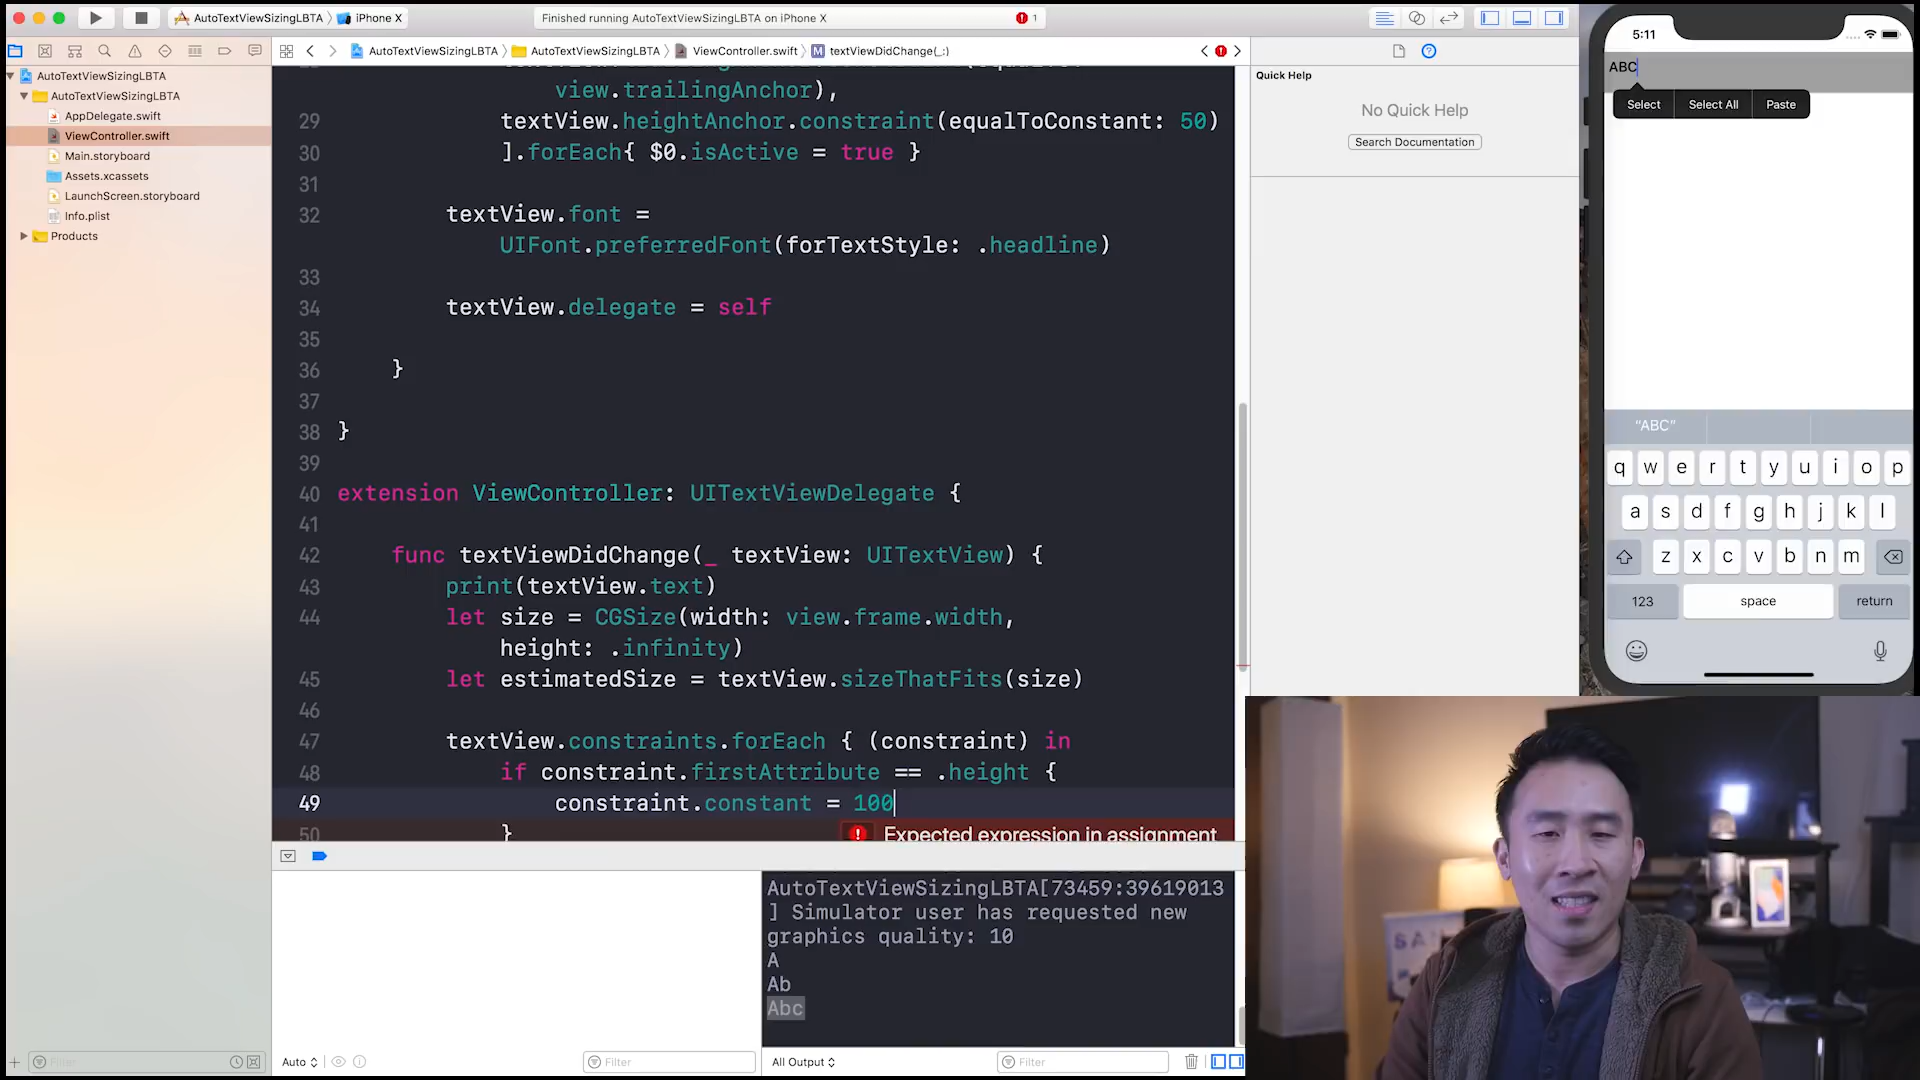 AutoTextViewSizingLBTA
iPhone X
Finished running AutoTextViewSizingLBTA on iPhone X
1
AutoTextViewSizingLBTA
AutoTextViewSizingLBTA
ViewController.swift
textViewDidChange(_:)
AutoTextViewSizingLBTA
AutoTextViewSizingLBTA
AppDelegate.swift
ViewController.swift
Main.storyboard
Assets.xcassets
LaunchScreen.storyboard
Info.plist
Products
view.trailingAnchor),
29 textView.heightAnchor.constraint(equalToConstant: 50)
30 ].forEach{ $0.isActive = true }
31
32 textView.font =
UIFont.preferredFont(forTextStyle: .headline)
33
34 textView.delegate = self
35
36 }
37
38 }
39
40 extension ViewController: UITextViewDelegate {
41
42 func textViewDidChange(_ textView: UITextView) {
43 print(textView.text)
44 let size = CGSize(width: view.frame.width,
height: .infinity)
45 let estimatedSize = textView.sizeThatFits(size)
46
47 textView.constraints.forEach { (constraint) in
48 if constraint.firstAttribute == .height {
49 constraint.constant = 100
50 }
Expected expression in assignment
Auto
Filter
AutoTextViewSizingLBTA[73459:39619013
] Simulator user has requested new
graphics quality: 10
A
Ab
Abc
All Output
Filter
Filter
Quick Help
No Quick Help
Search Documentation
5:11
ABC
Select Select All Paste
“ABC”
q w e r t y u i o p
a s d f g h j k l
z x c v b n m
123 space return